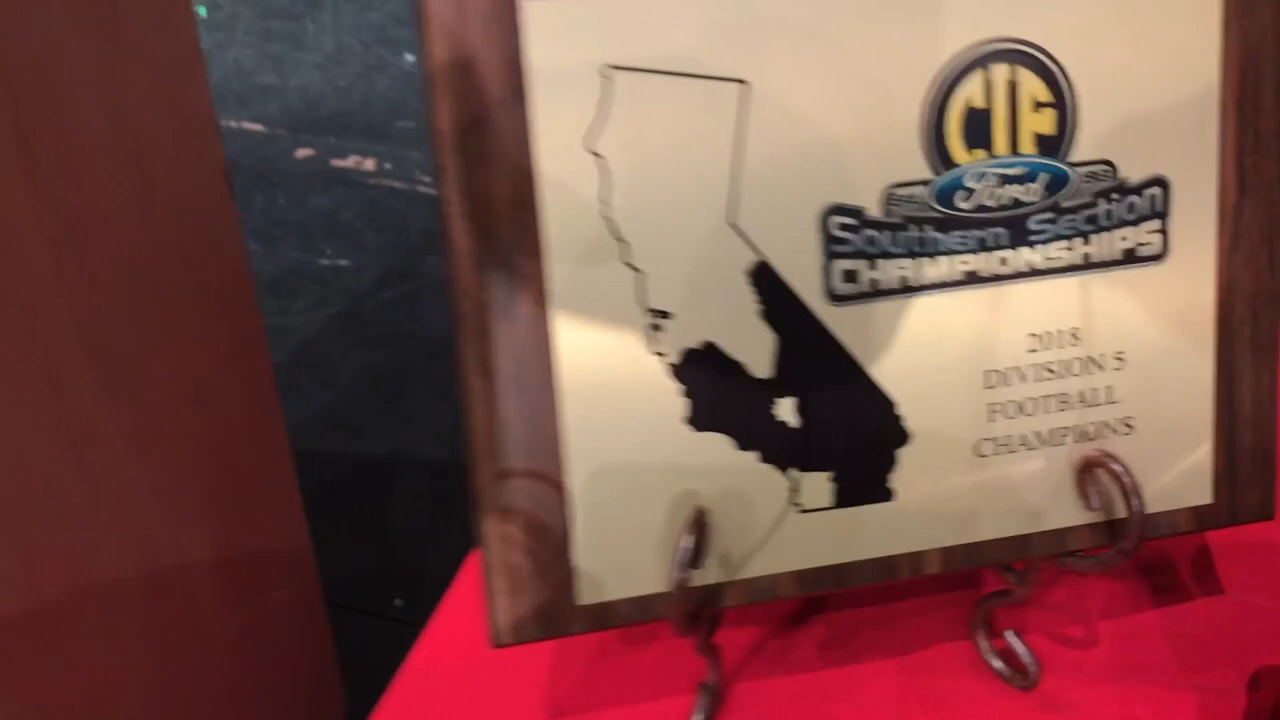 CIF
Ford
Southern Section
CHAMPIONSHIPS
2018
DIVISION 5
FOOTBALL
CHAMPIONS